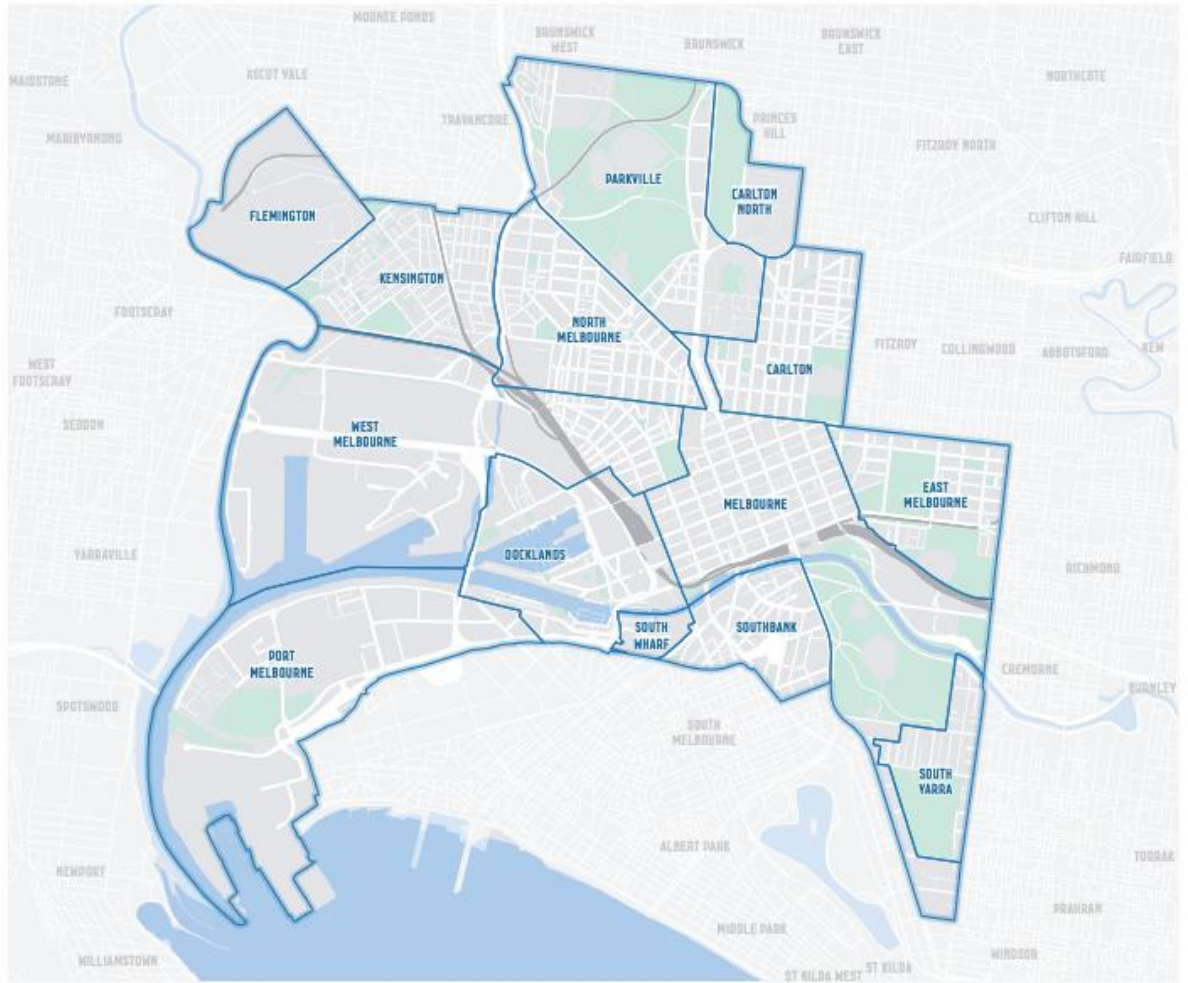 MOONEE PONDS
BRUNSWICK
WEST
BRUNSWICK
BRUNSWICK
EAST
MAIDSTONE
ASCOT VALE
NORTHCOTE
MARIBYRNONG
TRAVANCORE
PRINCES
HILL
FITZROY NORTH
PARKVILLE
CARLTON
NORTH
FLEMINGTON
CLIFTON HILL
FAIRFIELD
KENSINGTON
FOOTSCRAY
NORTH
MELBOURNE
FITZROY
COLLINGWOOD
ABBOTSFORD
KEW
WEST
FOOTSCRAY
CARLTON
SEDDON
WEST
MELBOURNE
EAST
MELBOURNE
MELBOURNE
YARRAVILLE
DOCKLANDS
RICHMOND
SOUTH
WHARF
SOUTHBANK
PORT
MELBOURNE
CREMORNE
BURNLEY
SPOTSWOOD
SOUTH
MELBOURNE
SOUTH
YARRA
ALBERT PARK
TORRAK
NEWPORT
PRAHRAN
MIDDLE PARK
WINDSOR
WILLIAMSTOWN
ST KILDA WEST
ST KILDA